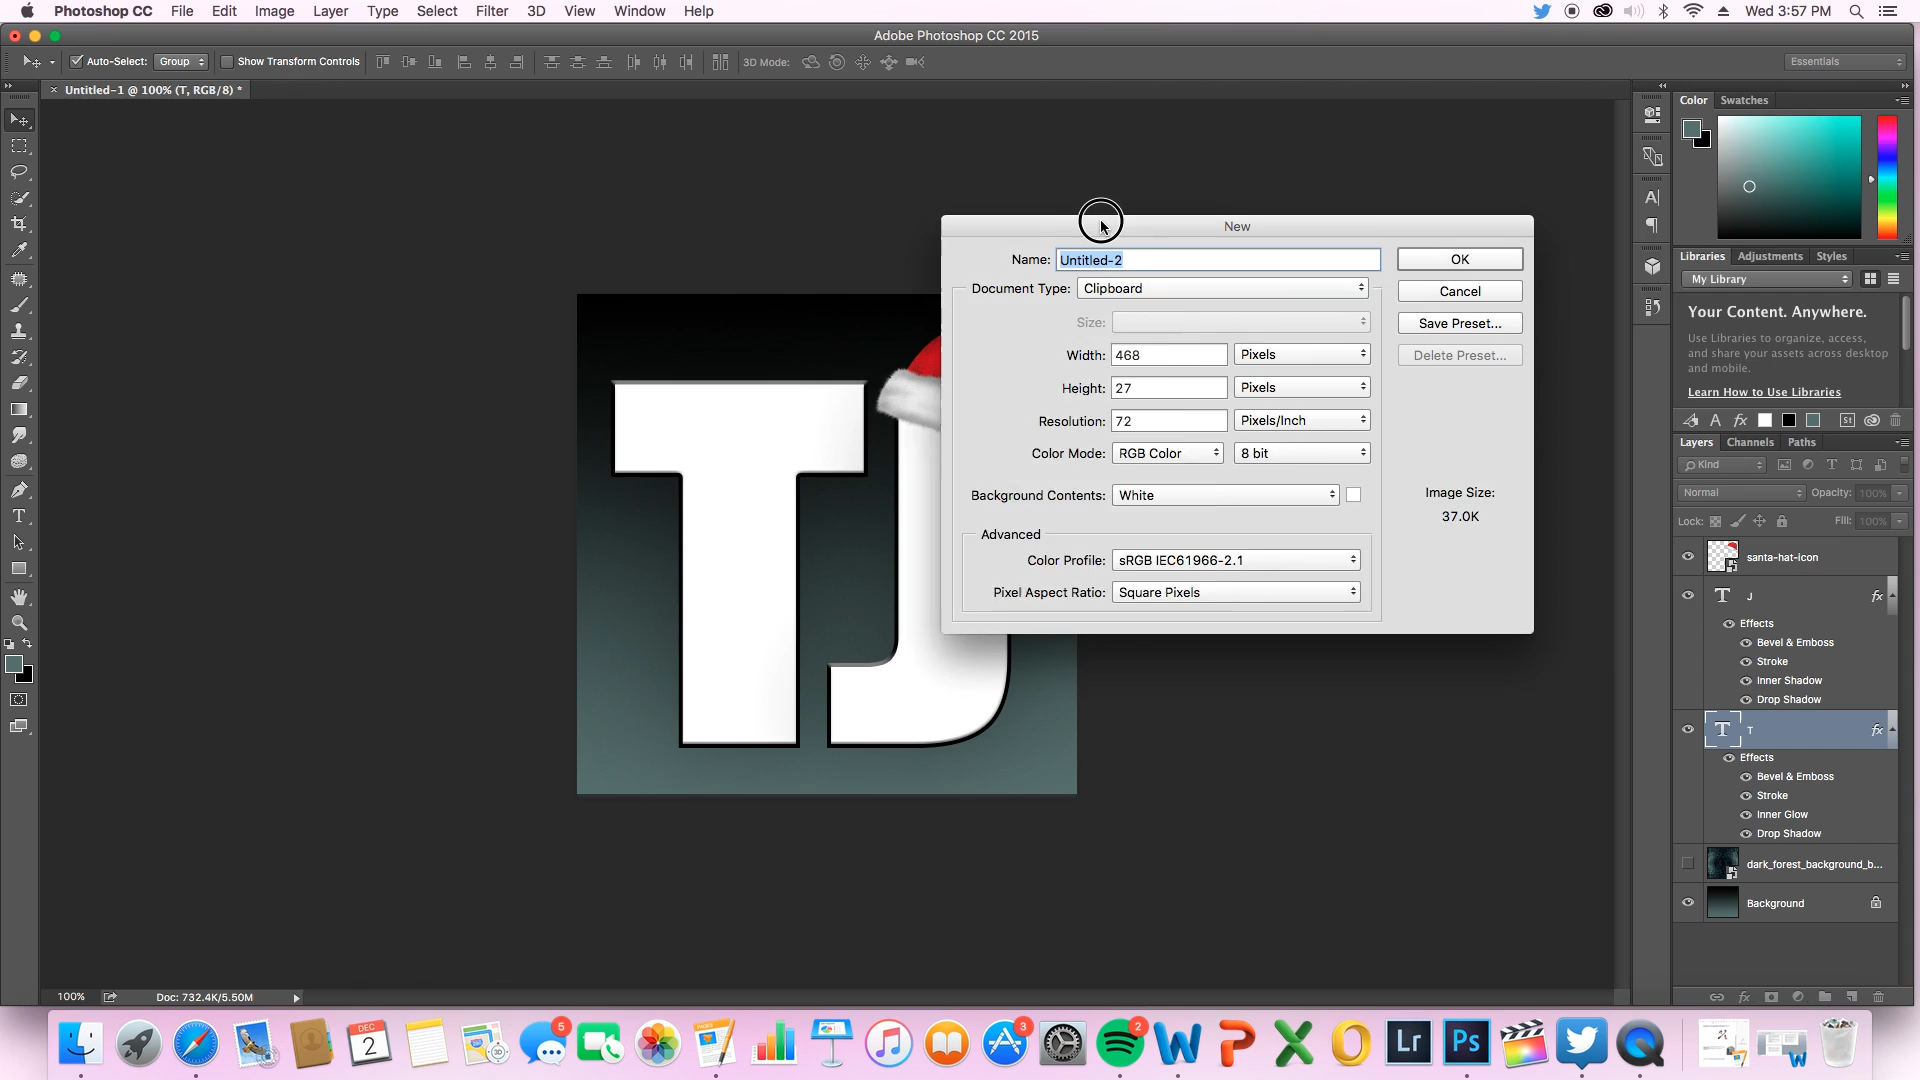 Photoshop CC File Edit Image Layer Type Select Filter 3D View Window Help Wed 3:57 PM
Adobe Photoshop CC 2015
Auto-Select: Group Show Transform Controls 3D Mode: Essentials
Untitled-1 @ 100% (T, RGB/8) *
Color Swatches
New
Name: Untitled-2 OK
Document Type: Clipboard Cancel
Size: Save Preset...
Width: 468 Pixels Delete Preset...
Height: 27 Pixels
Resolution: 72 Pixels/Inch
Color Mode: RGB Color 8 bit
Background Contents: White
Image Size:
37.0K
Advanced
Color Profile: sRGB IEC61966-2.1
Pixel Aspect Ratio: Square Pixels
TJ
Libraries Adjustments Styles
My Library
Your Content. Anywhere.
Use Libraries to organize, access,
and share your assets across desktop
and mobile.
Learn How to Use Libraries
Layers Channels Paths
Kind
Normal Opacity: 100%
Lock: Fill: 100%
santa-hat-icon
T J fx
Effects
Bevel & Emboss
Stroke
Inner Shadow
Drop Shadow
T T fx
Effects
Bevel & Emboss
Stroke
Inner Glow
Drop Shadow
dark_forest_background_b...
Background
100% Doc: 732.4K/5.50M
DEC
2
5
PAGES
3
2
W
P
X
O
Lr
Ps
W